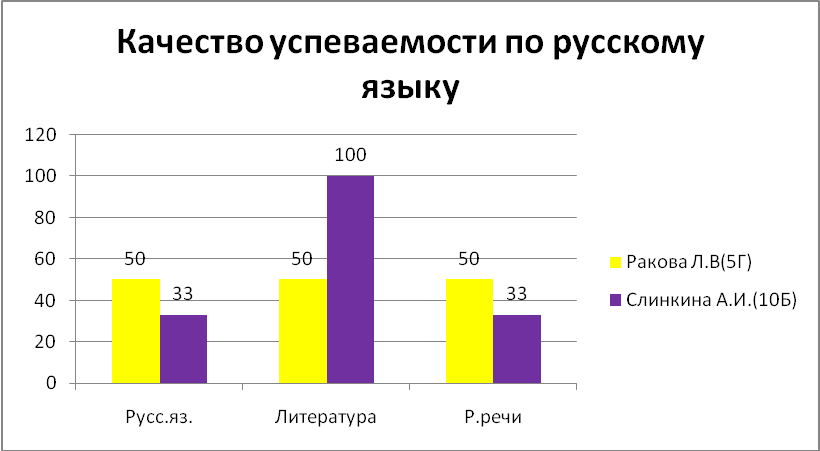 Качество успеваемости по русскому
языку
120
100
80
60
40
20
0
50
33
50
100
50
33
Русс.яз.
Литература
Р.речи
Ракова Л.В(5Г)
Слинкина А.И.(10Б)